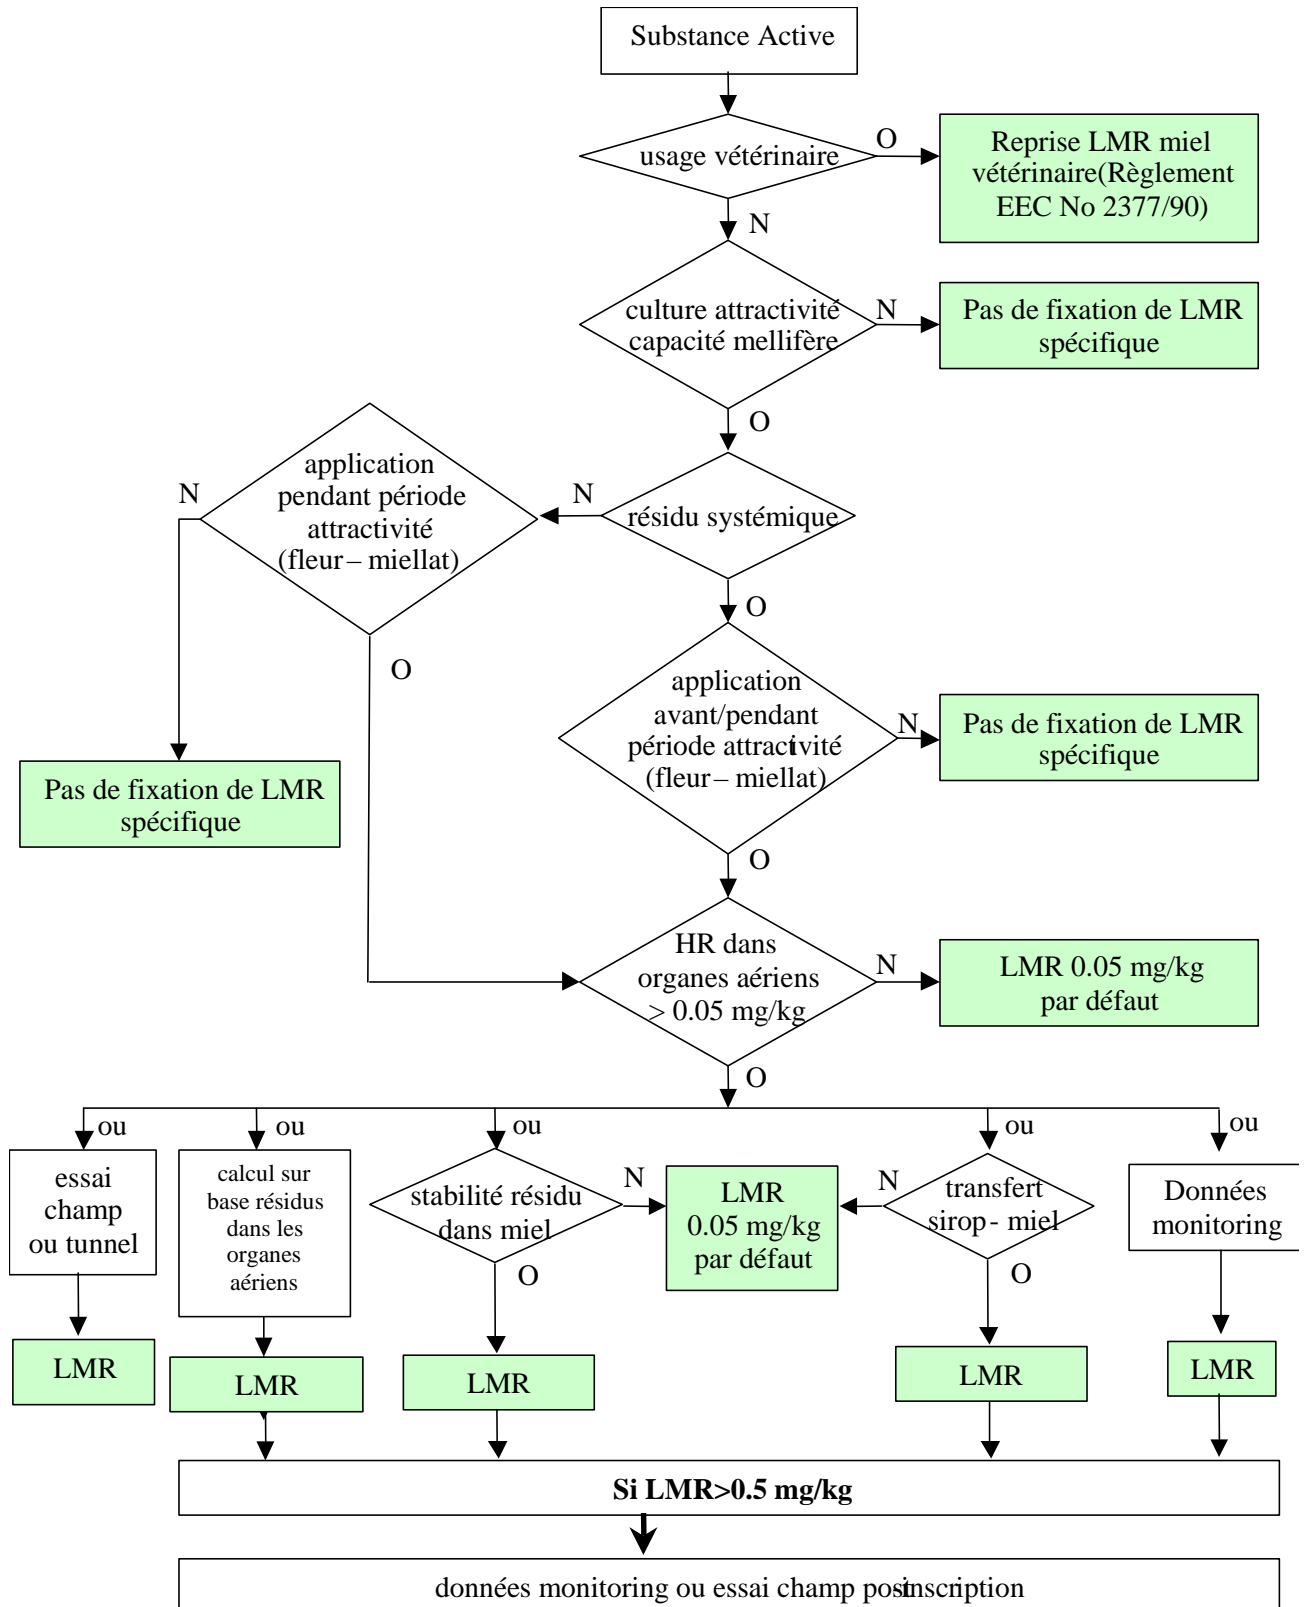 Substance Active
usage vétérinaire
O
Reprise LMR miel
vétérinaire(Règlement
EEC No 2377/90)
N
culture attractivité
capacité mellifère
N
Pas de fixation de LMR
spécifique
O
application
pendant période
attractivité
(fleur – miellat)
N
N
résidu systémique
O
O
application
avant/pendant
période attractivité
(fleur – miellat)
N
Pas de fixation de LMR
spécifique
Pas de fixation de LMR
spécifique
O
HR dans
organes aériens
> 0.05 mg/kg
N
LMR 0.05 mg/kg
par défaut
O
ou
ou
ou
ou
ou
essai
champ
ou tunnel
calcul sur
base résidus
dans les
organes
aériens
stabilité résidu
dans miel
N
LMR
0.05 mg/kg
par défaut
N
transfert
sirop - miel
Données
monitoring
O
O
LMR
LMR
LMR
LMR
LMR
Si LMR>0.5 mg/kg
données monitoring ou essai champ post-inscription